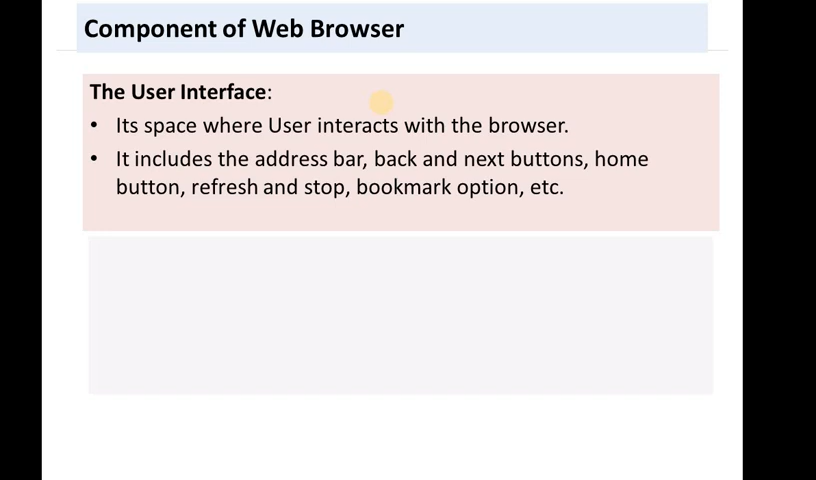 Component of Web Browser
The User Interface:
• Its space where User interacts with the browser.
• It includes the address bar, back and next buttons, home
button, refresh and stop, bookmark option, etc.